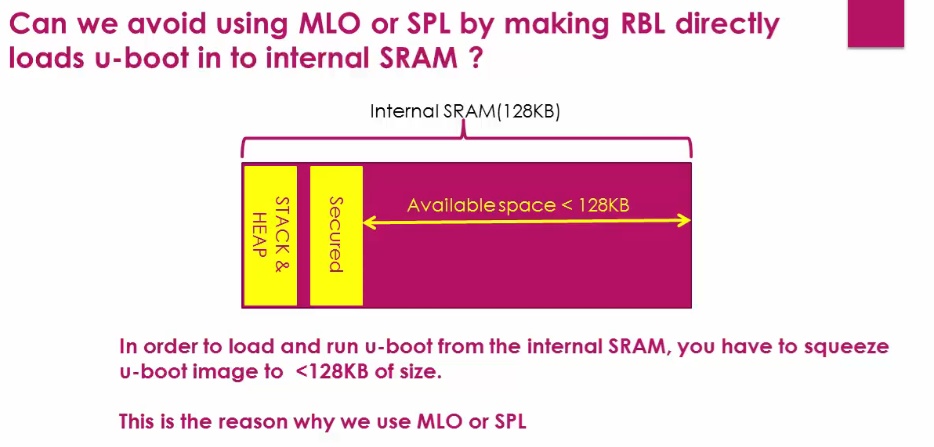 Can we avoid using MLO or SPL by making RBL directly
loads u-boot in to internal SRAM ?
Internal SRAM(128KB)
STACK &
HEAP
Secured
Available space < 128KB
In order to load and run u-boot from the internal SRAM, you have to squeeze
u-boot image to <128KB of size.
This is the reason why we use MLO or SPL